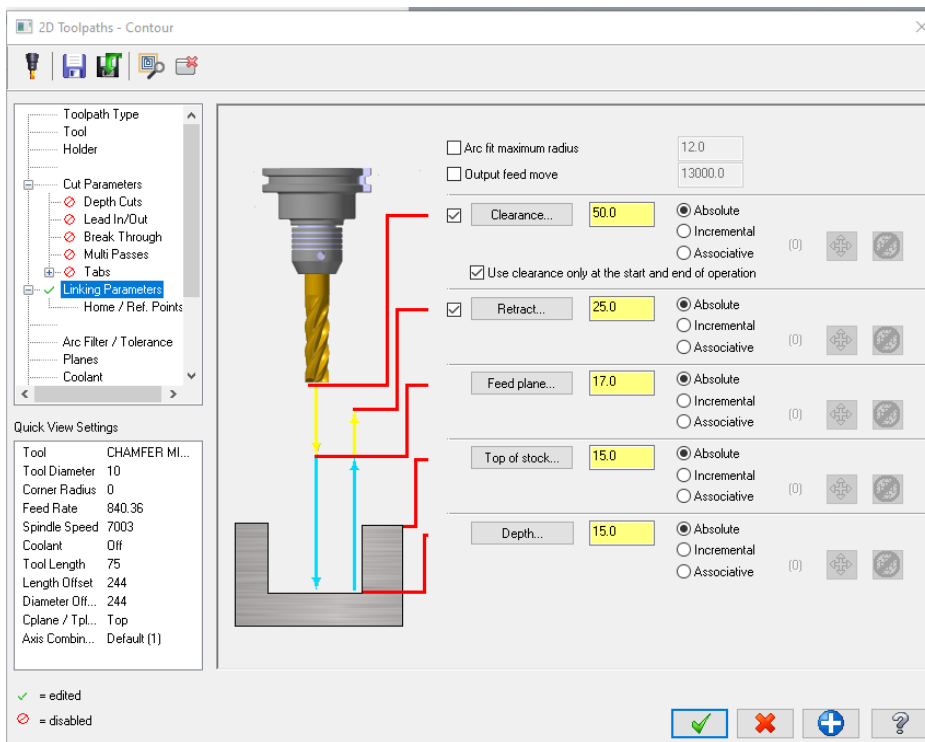 2D Toolpaths - Contour
Toolpath Type
Tool
Holder
Cut Parameters
Depth Cuts
Lead In/Out
Break Through
Multi Passes
Tabs
Linking Parameters
Home / Ref. Points
Arc Filter / Tolerance
Planes
Coolant
Quick View Settings
Tool CHAMFER MI...
Tool Diameter 10
Corner Radius 0
Feed Rate 840.36
Spindle Speed 7003
Coolant Off
Tool Length 75
Length Offset 244
Diameter Off... 244
Cplane / Tpl... Top
Axis Combin... Default (1)
= edited
= disabled
Arc fit maximum radius 12.0
Output feed move 13000.0
Clearance... 50.0 Absolute
Incremental
Associative (0)
Use clearance only at the start and end of operation
Retract... 25.0 Absolute
Incremental
Associative (0)
Feed plane... 17.0 Absolute
Incremental
Associative (0)
Top of stock... 15.0 Absolute
Incremental
Associative (0)
Depth... 15.0 Absolute
Incremental
Associative (0)